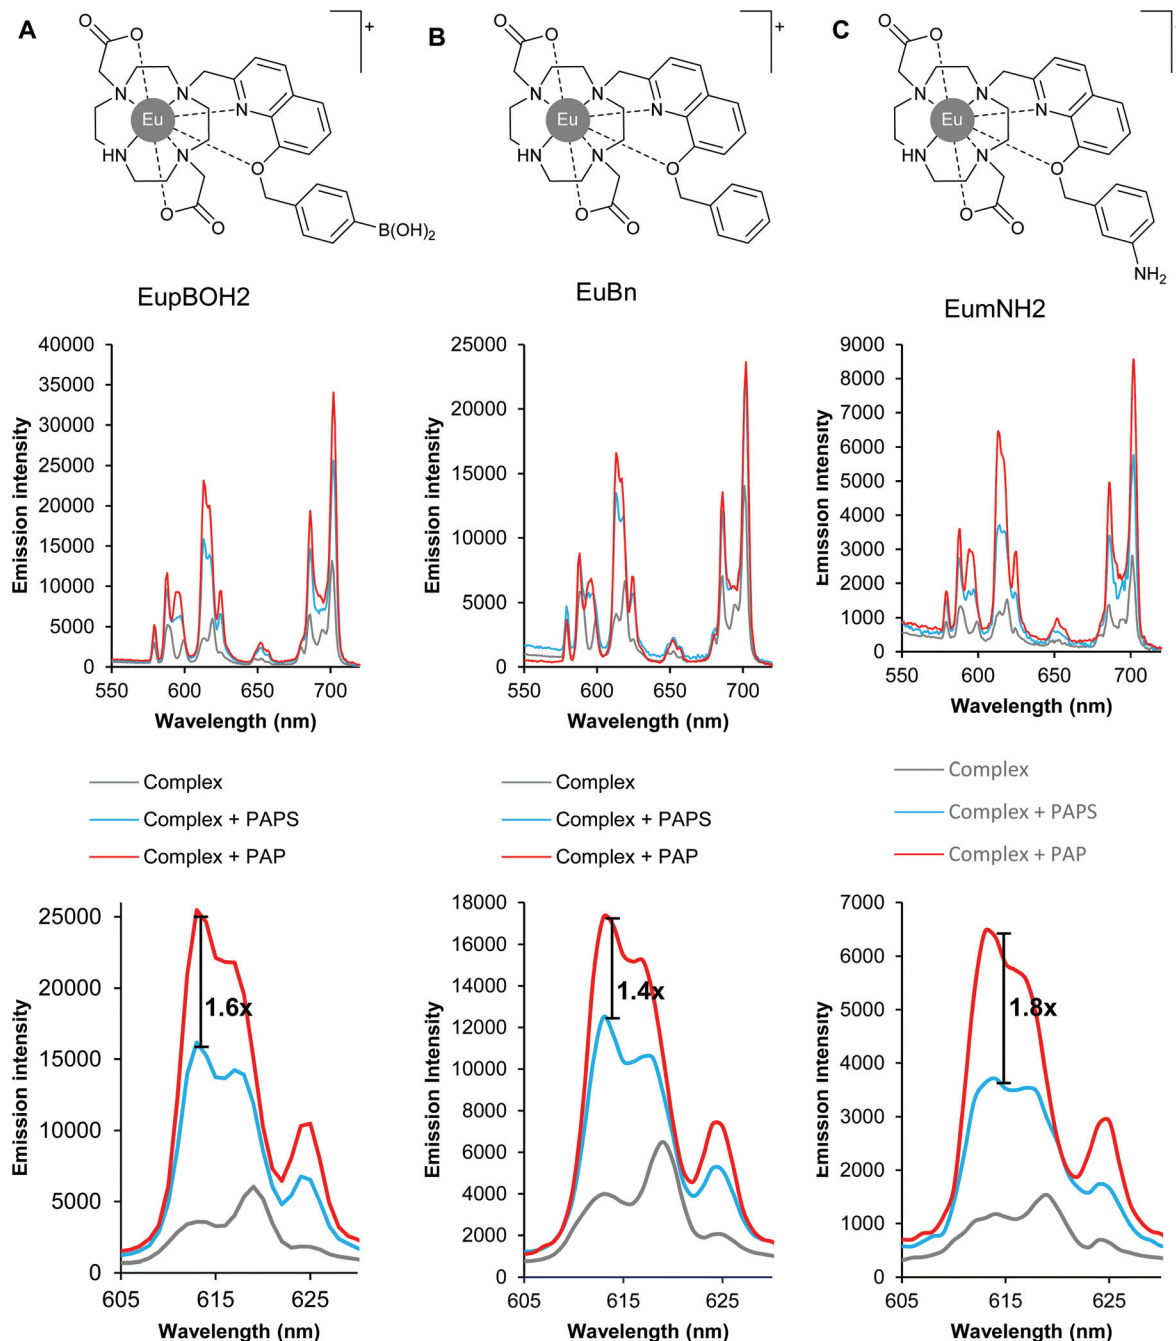 A
B
C
O
O
+
N
N
Eu
N
HN
N
O
O
O
B(OH)2
EupBOH2
O
O
+
N
N
Eu
N
HN
N
O
O
O
EuBn
O
O
N
N
Eu
N
HN
N
O
O
O
NH2
EumNH2
40000
35000
30000
25000
20000
15000
10000
5000
0
Emission intensity
550 600 650 700
Wavelength (nm)
25000
20000
15000
10000
5000
0
Emission intensity
550 600 650 700
Wavelength (nm)
9000
8000
7000
6000
5000
4000
3000
2000
1000
0
Emission Intensity
550 600 650 700
Wavelength (nm)
Complex
Complex + PAPS
Complex + PAP
Complex
Complex + PAPS
Complex + PAP
Complex
Complex + PAPS
Complex + PAP
25000
20000
15000
10000
5000
0
Emission intensity
1.6x
605 615 625
Wavelength (nm)
18000
16000
14000
12000
10000
8000
6000
4000
2000
0
Emission Intensity
1.4x
605 615 625
Wavelength (nm)
7000
6000
5000
4000
3000
2000
1000
0
Emission Intensity
1.8x
605 615 625
Wavelength (nm)